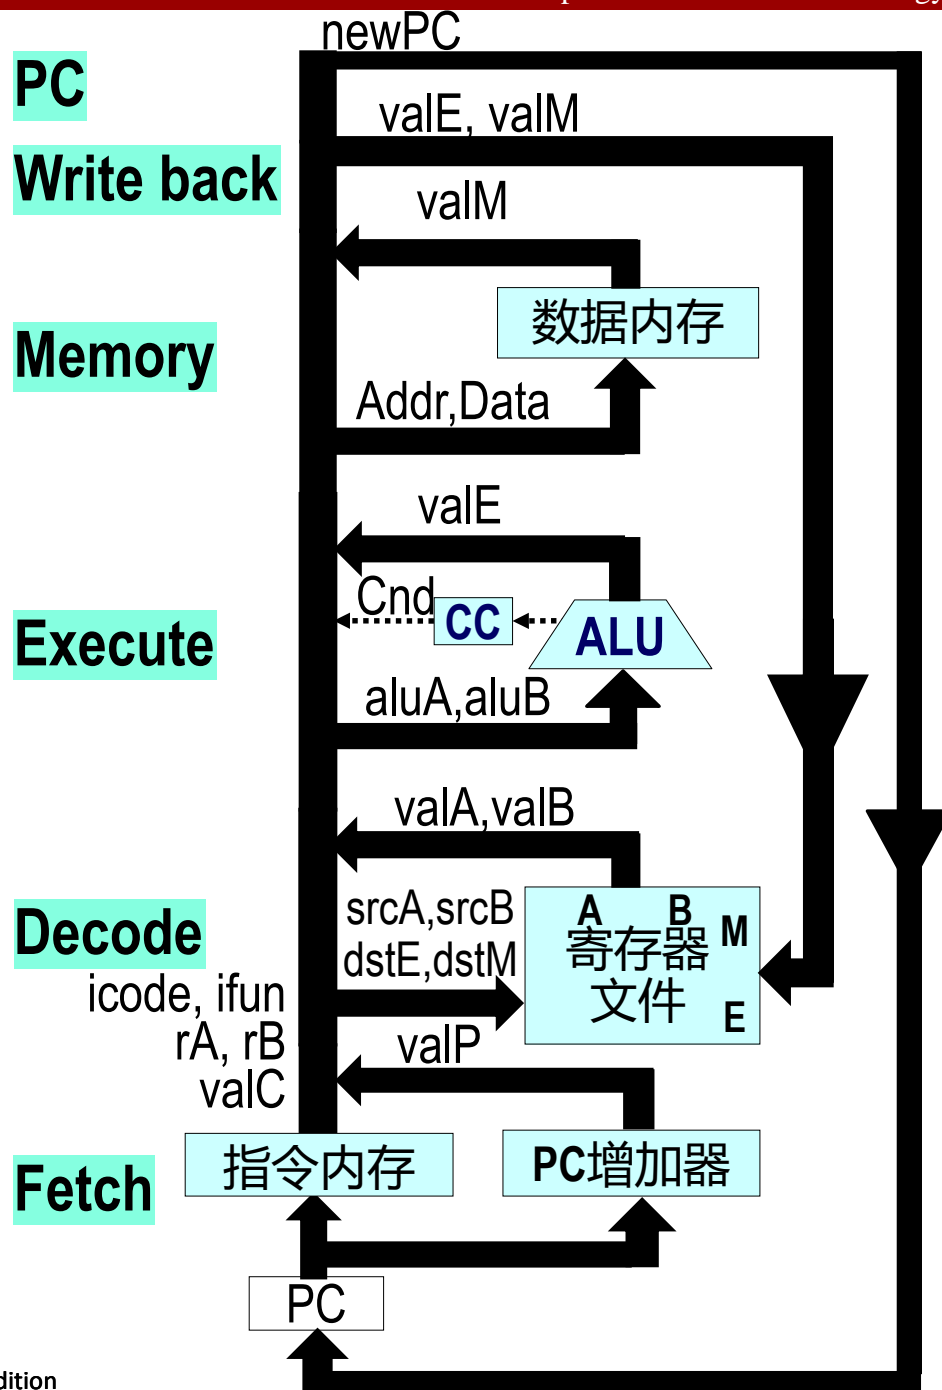 newPC
PC
valE, valM
Write back
valM
数据内存
Memory
Addr,Data
valE
Cnd
CC
ALU
Execute
aluA,aluB
valA,valB
srcA,srcB
A B
M
Decode
寄存器
dstE,dstM
文件
icode, ifun
E
rA, rB
valP
valC
指令内存
PC增加器
Fetch
PC
dition